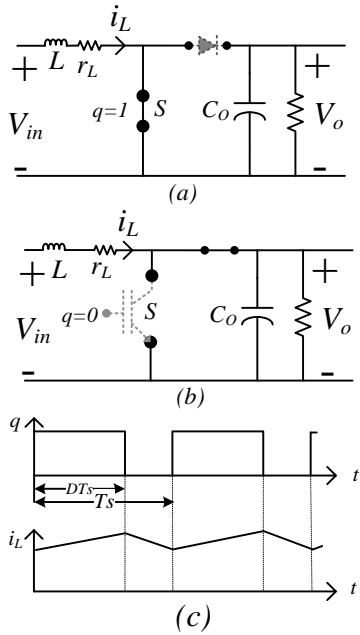 i_L
+ L r_L + 
q=1 S C_O V_o
V_in
- -
(a)
i_L
+ L r_L +
q=0 S C_O V_o
V_in
- -
(b)
q
DTs
Ts
t
i_L
t
(c)